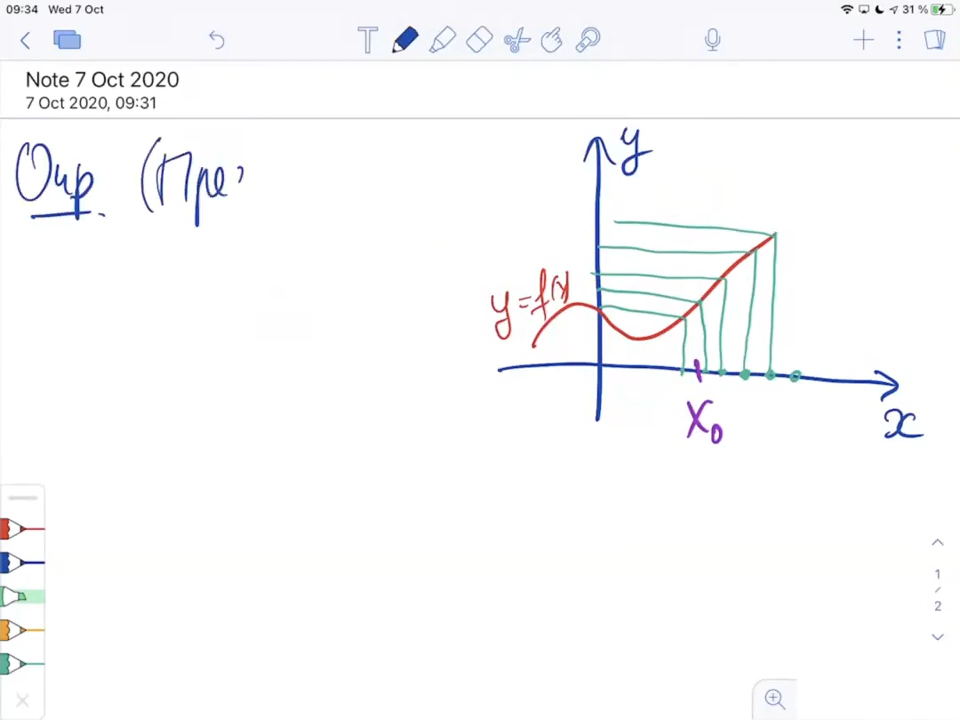 09:34 Wed 7 Oct
31 %
Note 7 Oct 2020
7 Oct 2020, 09:31
Опр. (Пре
y
y=f(x)
x₀
x
1
/
2